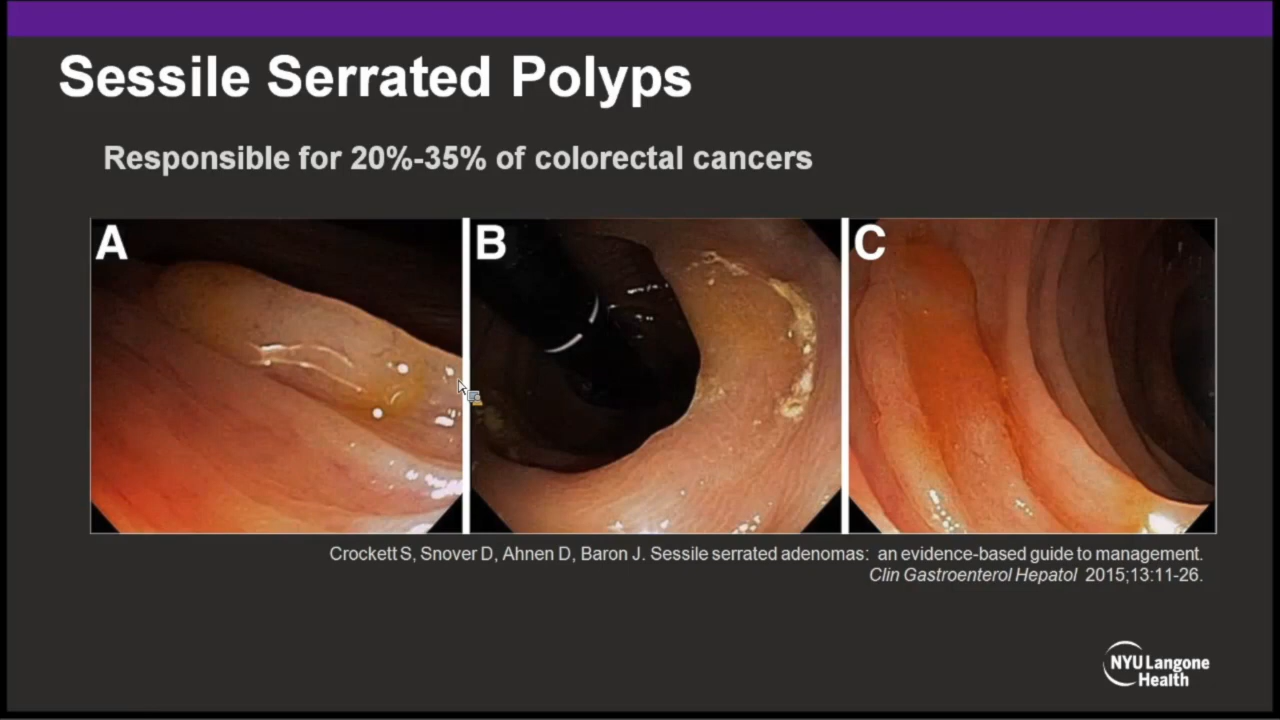 Sessile Serrated Polyps
Responsible for 20%-35% of colorectal cancers
A
B
C
Crockett S, Snover D, Ahnen D, Baron J. Sessile serrated adenomas: an evidence-based guide to management.
Clin Gastroenterol Hepatol 2015;13:11-26.
NYU Langone
Health